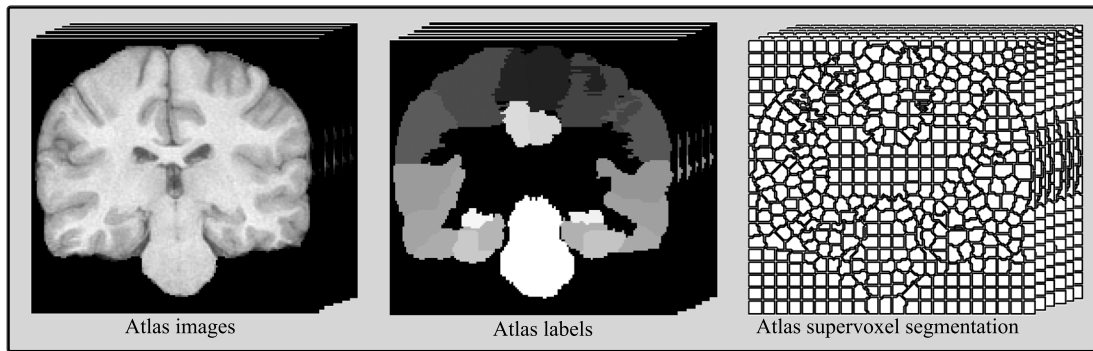 Atlas images
Atlas labels
Atlas supervoxel segmentation